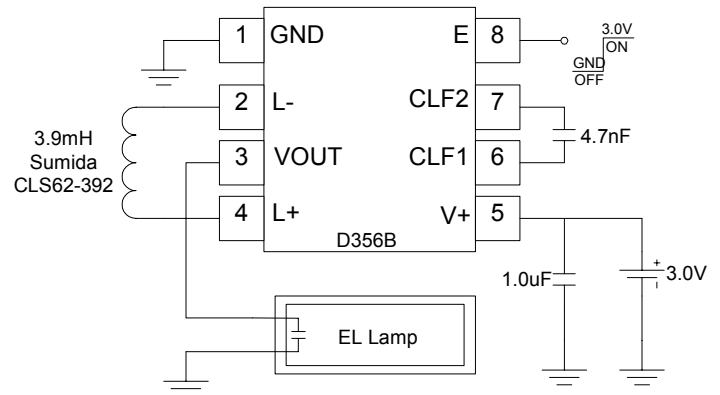 1 GND
E 8
3.0V
ON
GND
OFF
2 L-
CLF2 7
3.9mH
Sumida
CLS62-392
4.7nF
3 VOUT
CLF1 6
4 L+
V+ 5
D356B
1.0uF
+
-
3.0V
EL Lamp